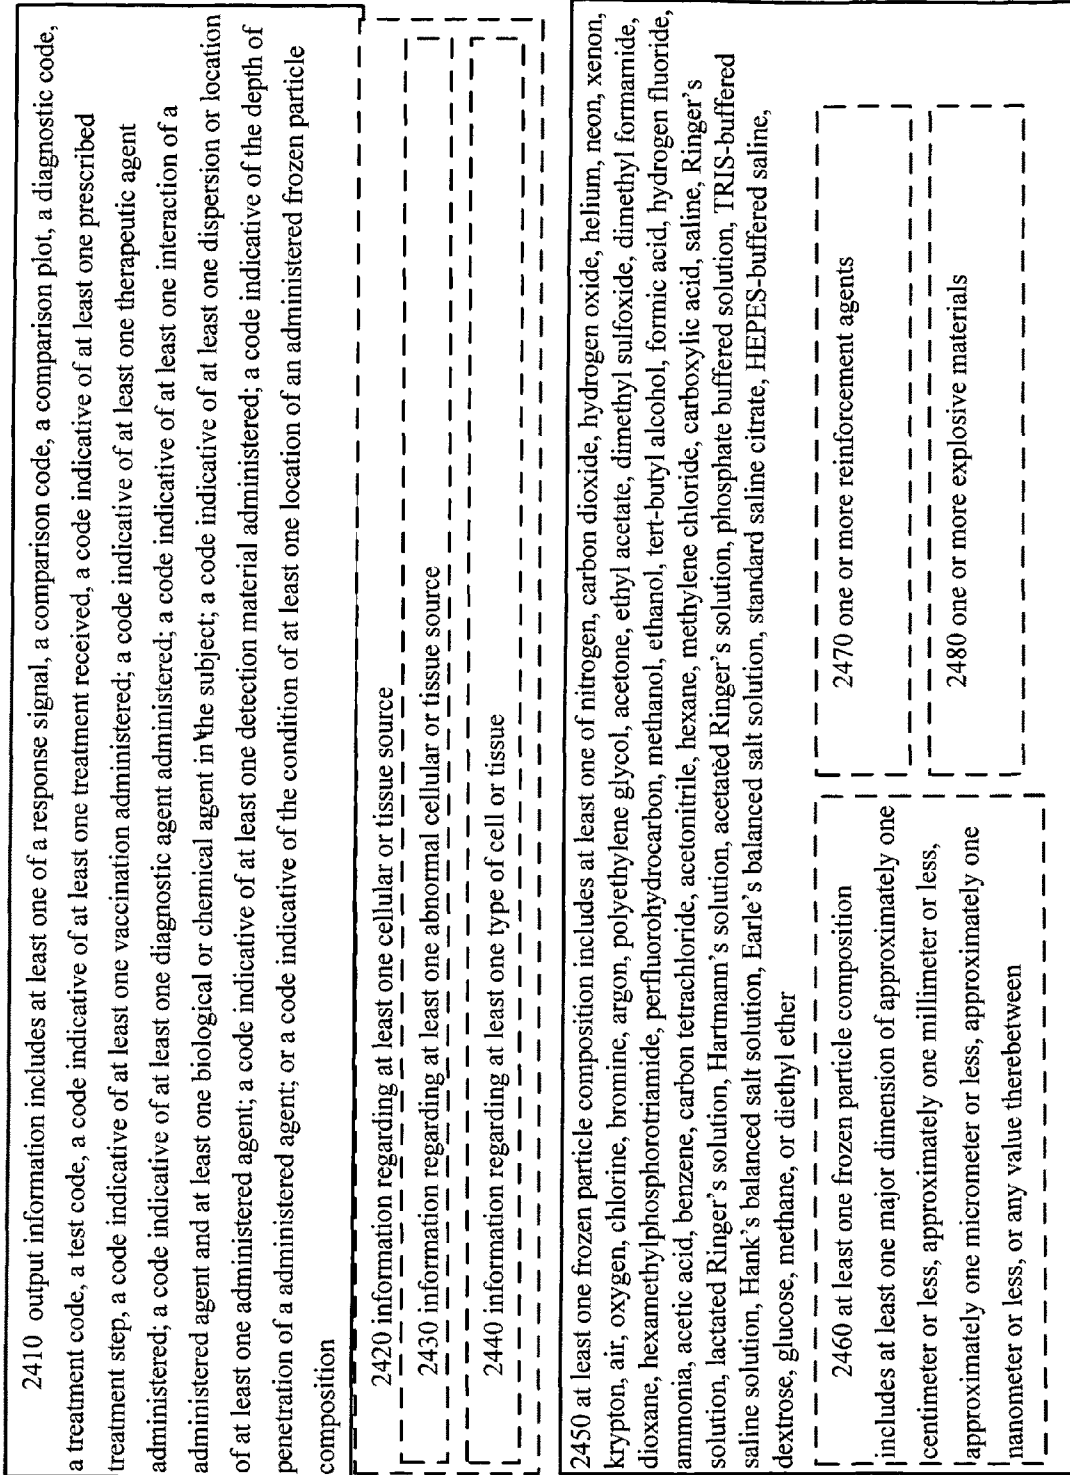 2410 output information includes at least one of a response signal, a comparison code, a comparison plot, a diagnostic code,
a treatment code, a test code, a code indicative of at least one treatment received, a code indicative of at least one prescribed
treatment step, a code indicative of at least one vaccination administered; a code indicative of at least one therapeutic agent
administered; a code indicative of at least one diagnostic agent administered; a code indicative of at least one interaction of a
administered agent and at least one biological or chemical agent in the subject; a code indicative of at least one dispersion or location
of at least one administered agent; a code indicative of at least one detection material administered; a code indicative of the depth of
penetration of a administered agent; or a code indicative of the condition of at least one location of an administered frozen particle
composition
2420 information regarding at least one cellular or tissue source
2430 information regarding at least one abnormal cellular or tissue source
2440 information regarding at least one type of cell or tissue
2450 at least one frozen particle composition includes at least one of nitrogen, carbon dioxide, hydrogen oxide, helium, neon, xenon,
krypton, air, oxygen, chlorine, bromine, argon, polyethylene glycol, acetone, ethyl acetate, dimethyl sulfoxide, dimethyl formamide,
dioxane, hexamethylphosphorotriamide, perfluorohydrocarbon, methanol, ethanol, tert-butyl alcohol, formic acid, hydrogen fluoride,
ammonia, acetic acid, benzene, carbon tetrachloride, acetonitrile, hexane, methylene chloride, carboxylic acid, saline, Ringer's
solution, lactated Ringer's solution, Hartmann's solution, acetated Ringer's solution, phosphate buffered solution, TRIS-buffered
saline solution, Hank's balanced salt solution, Earle's balanced salt solution, standard saline citrate, HEPES-buffered saline,
dextrose, glucose, methane, or diethyl ether
2460 at least one frozen particle composition
includes at least one major dimension of approximately one
centimeter or less, approximately one millimeter or less,
approximately one micrometer or less, approximately one
nanometer or less, or any value therebetween
2470 one or more reinforcement agents
2480 one or more explosive materials